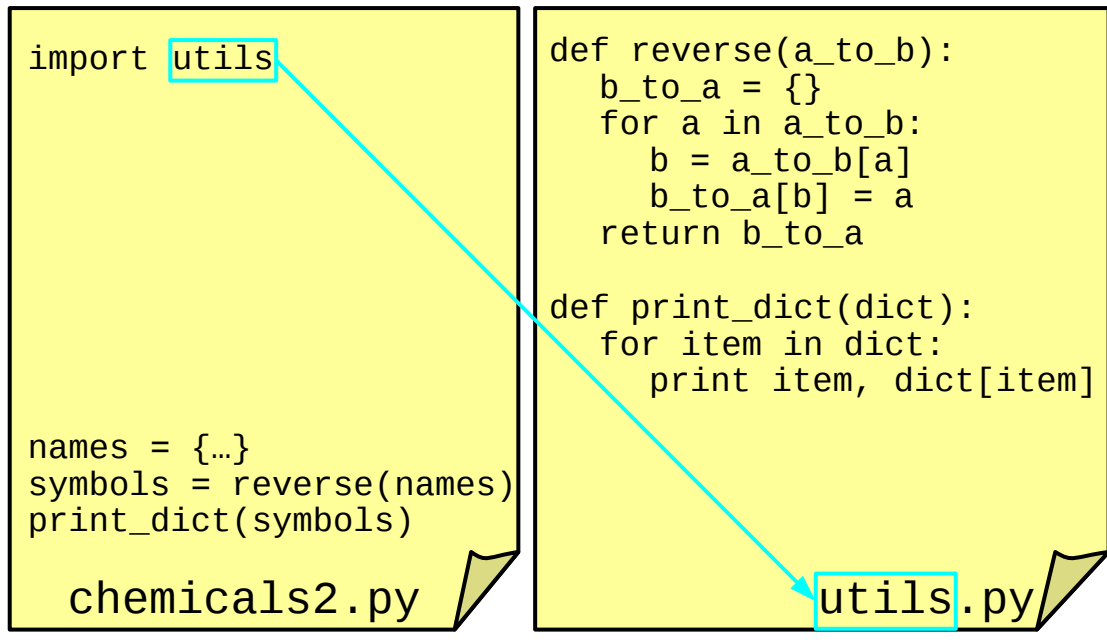 import utils
names = {…}
symbols = reverse(names)
print_dict(symbols)
chemicals2.py
def reverse(a_to_b):
b_to_a = {}
for a in a_to_b:
b = a_to_b[a]
b_to_a[b] = a
return b_to_a
def print_dict(dict):
for item in dict:
print item, dict[item]
utils.py